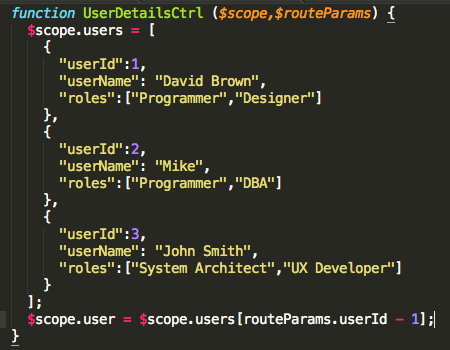 function UserDetailsCtrl ($scope,$routeParams) {
  $scope.users = [
    {
      "userId":1,
      "userName": "David Brown",
      "roles":["Programmer","Designer"]
    },
    {
      "userId":2,
      "userName": "Mike",
      "roles":["Programmer","DBA"]
    },
    {
      "userId":3,
      "userName": "John Smith",
      "roles":["System Architect","UX Developer"]
    }
  ];
  $scope.user = $scope.users[routeParams.userId - 1];
}